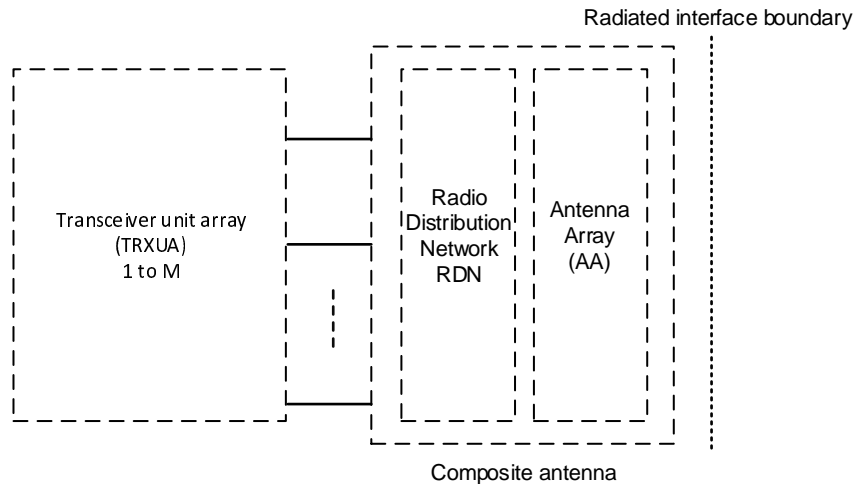 Radiated interface boundary
Transceiver unit array
(TRXUA)
1 to M
Radio
Distribution
Network
RDN
Antenna
Array
(AA)
Composite antenna